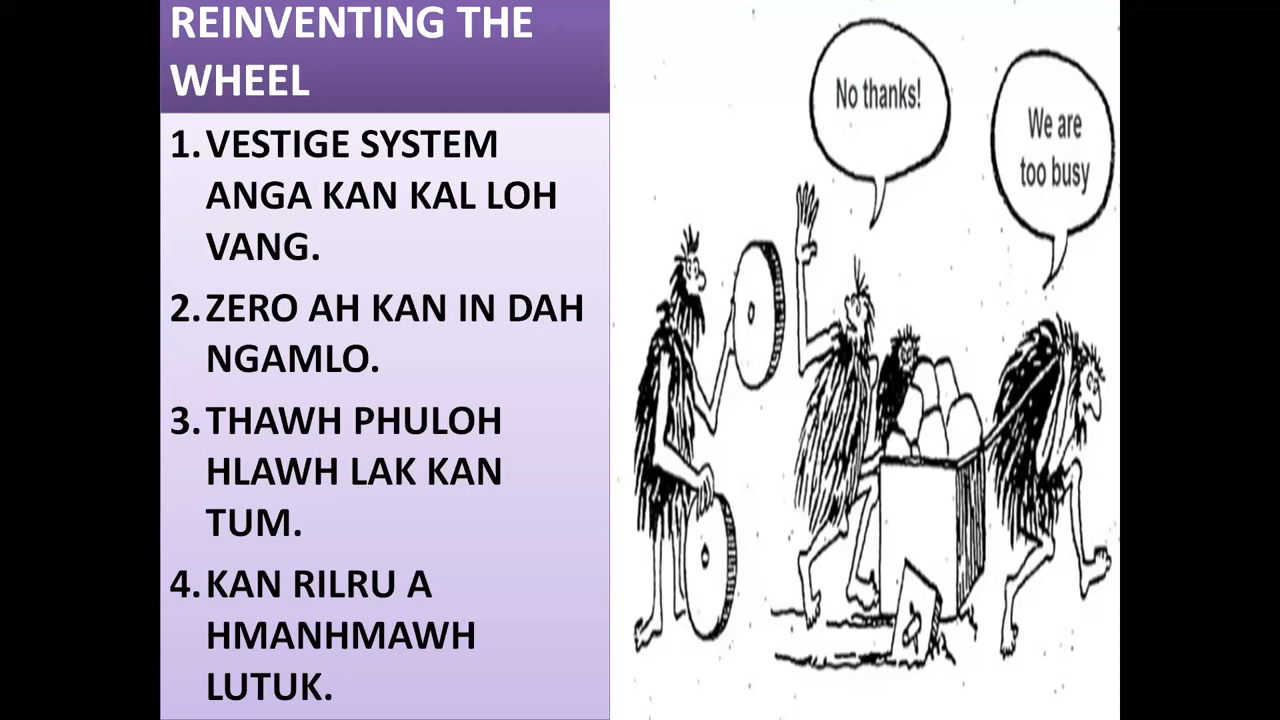 REINVENTING THE
WHEEL
1. VESTIGE SYSTEM
ANGA KAN KAL LOH
VANG.
2. ZERO AH KAN IN DAH
NGAMLO.
3. THAWH PHULOH
HLAWH LAK KAN
TUM.
4. KAN RILRU A
HMANHMAWH
LUTUK.
No thanks!
We are
too busy